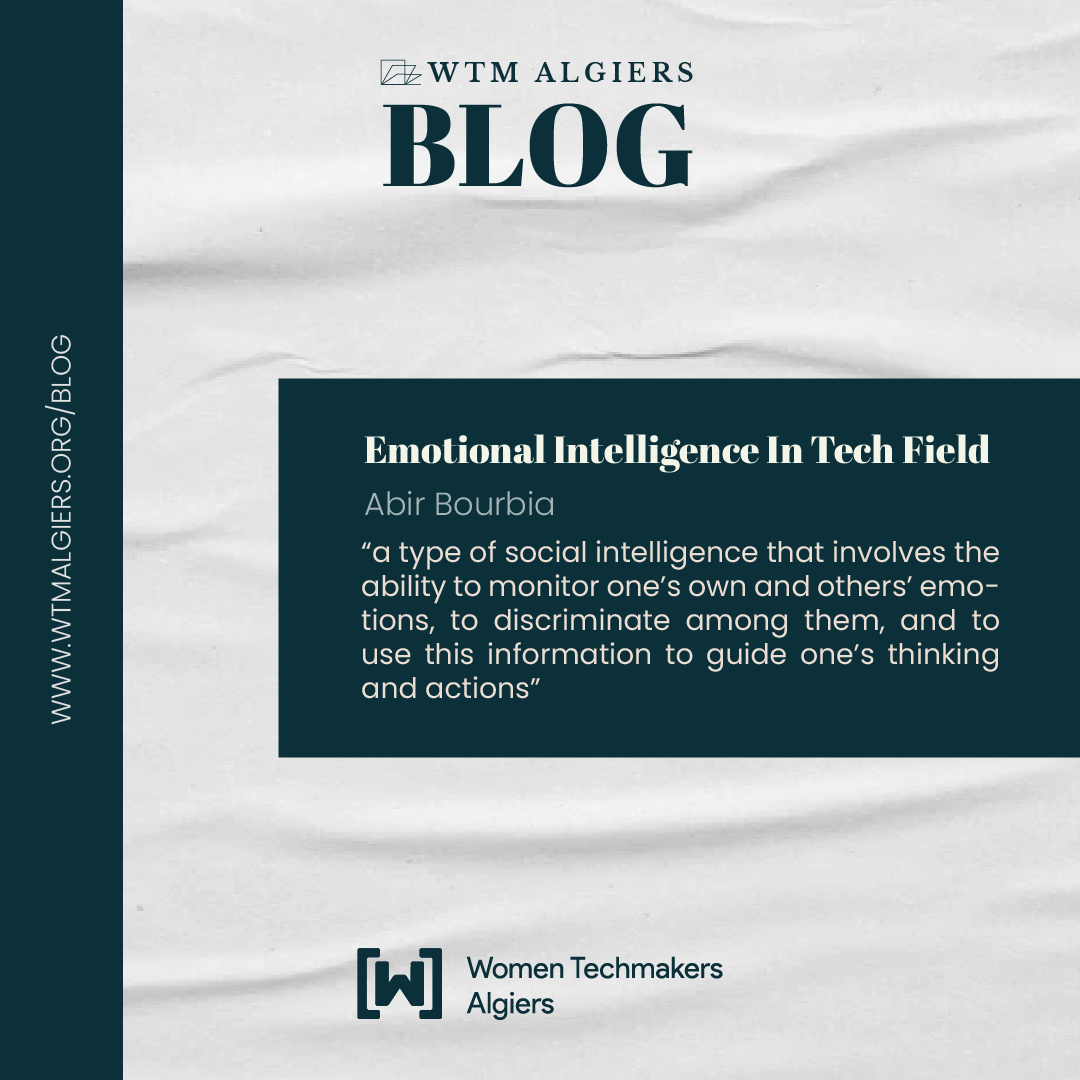 WTM ALGIERS
BLOG
WWW.WTMALGIERS.ORG/BLOG
Emotional Intelligence In Tech Field
Abir Bourbia
“a type of social intelligence that involves the
ability to monitor one’s own and others’ emo-
tions, to discriminate among them, and to
use this information to guide one’s thinking
and actions”
[W] Women Techmakers
Algiers